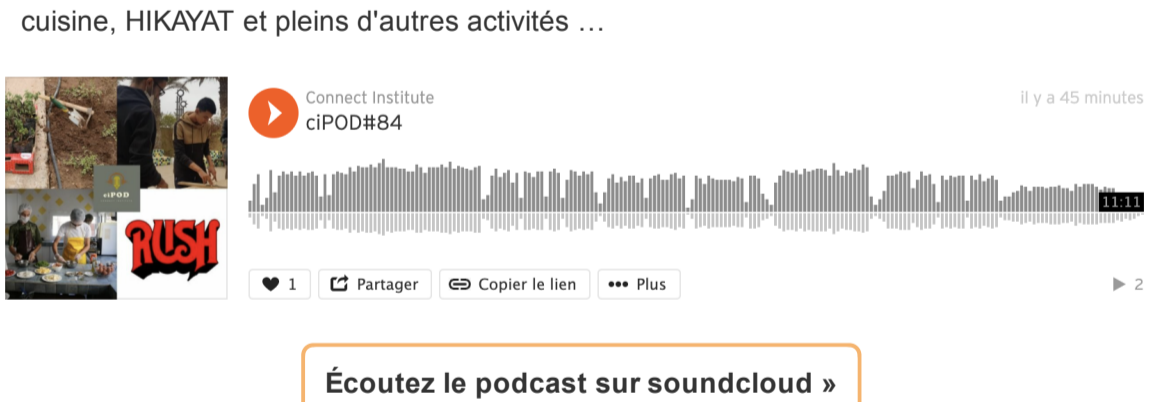 cuisine, HIKAYAT et pleins d'autres activités …
Connect Institute
il y a 45 minutes
ciPOD#84
ciPOD
RUSH
11:11
1
Partager
Copier le lien
Plus
2
Écoutez le podcast sur soundcloud »